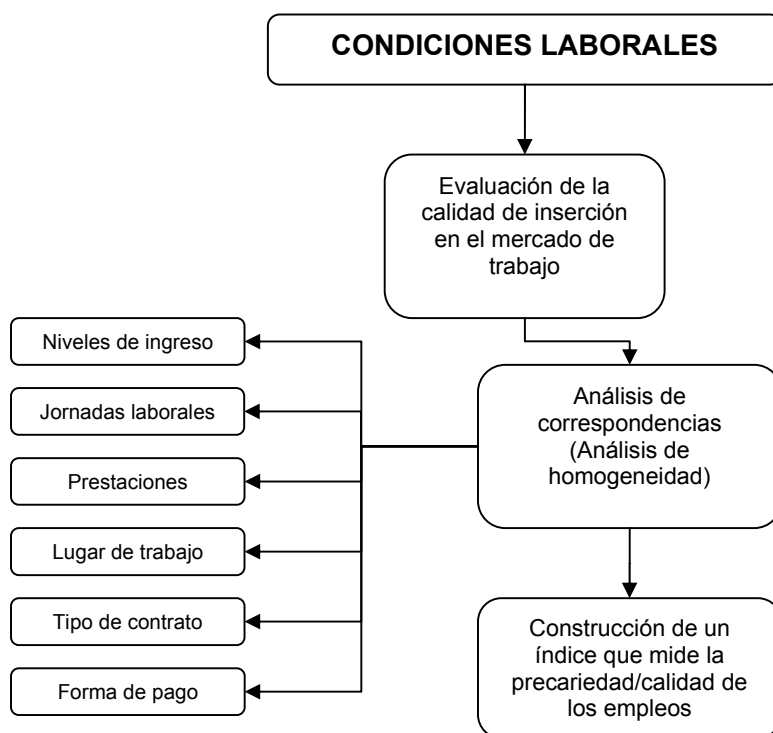 CONDICIONES LABORALES
Evaluación de la
calidad de inserción
en el mercado de
trabajo
Niveles de ingreso
Jornadas laborales
Prestaciones
Lugar de trabajo
Tipo de contrato
Forma de pago
Análisis de
correspondencias
(Análisis de
homogeneidad)
Construcción de un
índice que mide la
precariedad/calidad de
los empleos